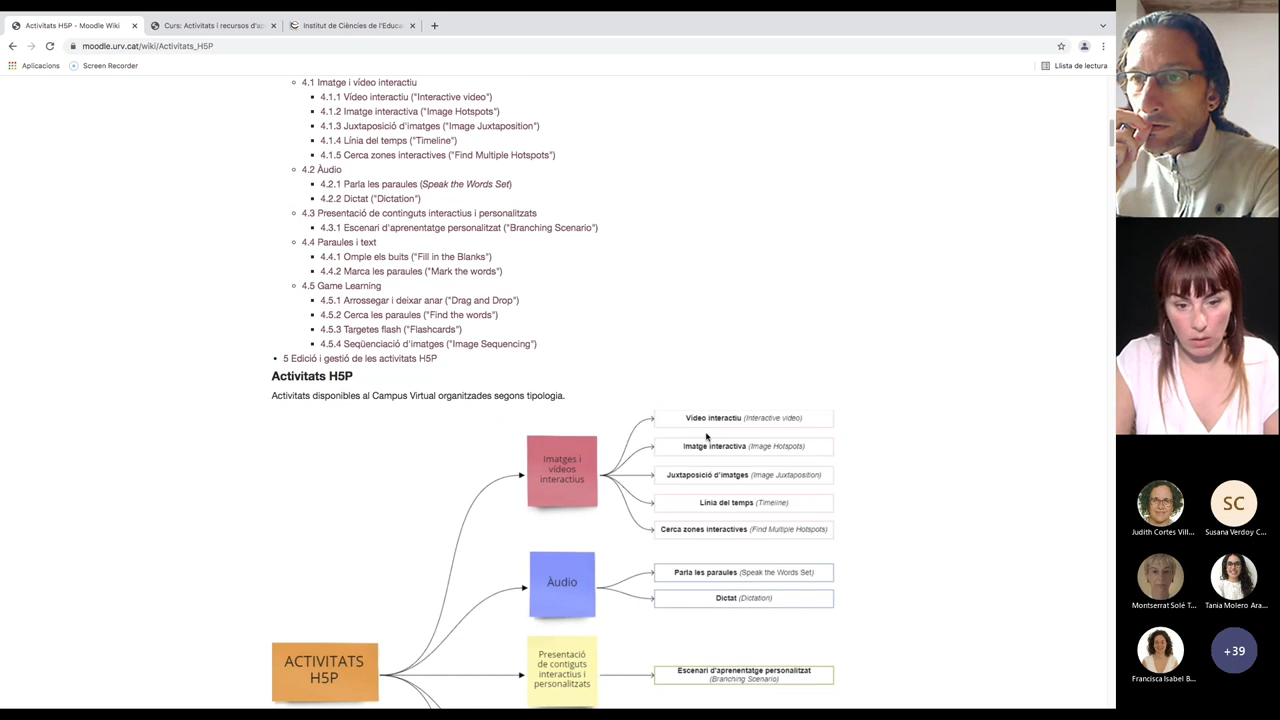 Activitats H5P - Moodle Wiki
Curs: Activitats i recursos d'ap
Institut de Ciències de l'Educa
moodle.urv.cat/wiki/Activitats_H5P
Aplicacions
Screen Recorder
Llista de lectura
4.1 Imatge i vídeo interactiu
4.1.1 Vídeo interactiu ("Interactive video")
4.1.2 Imatge interactiva ("Image Hotspots")
4.1.3 Juxtaposició d'imatges ("Image Juxtaposition")
4.1.4 Línia del temps ("Timeline")
4.1.5 Cerca zones interactives ("Find Multiple Hotspots")
4.2 Àudio
4.2.1 Parla les paraules (Speak the Words Set)
4.2.2 Dictat ("Dictation")
4.3 Presentació de continguts interactius i personalitzats
4.3.1 Escenari d'aprenentatge personalitzat ("Branching Scenario")
4.4 Paraules i text
4.4.1 Omple els buits ("Fill in the Blanks")
4.4.2 Marca les paraules ("Mark the words")
4.5 Game Learning
4.5.1 Arrossegar i deixar anar ("Drag and Drop")
4.5.2 Cerca les paraules ("Find the words")
4.5.3 Targetes flash ("Flashcards")
4.5.4 Seqüenciació d'imatges ("Image Sequencing")
5 Edició i gestió de les activitats H5P
Activitats H5P
Activitats disponibles al Campus Virtual organitzades segons tipologia.
Vídeo interactiu (Interactive video)
Imatge interactiva (Image Hotspots)
Juxtaposició d'imatges (Image Juxtaposition)
Línia del temps (Timeline)
Cerca zones interactives (Find Multiple Hotspots)
Imatges i
vídeos
interactius
Àudio
Parla les paraules (Speak the Words Set)
Dictat (Dictation)
Presentació
de contiguts
interactius i
personalitzats
Escenari d'aprenentatge personalitzat
(Branching Scenario)
ACTIVITATS
H5P
SC
Judith Cortes Vill...
Susana Verdoy C...
Montserrat Solé T...
Tania Molero Ara...
Francisca Isabel B...
+39